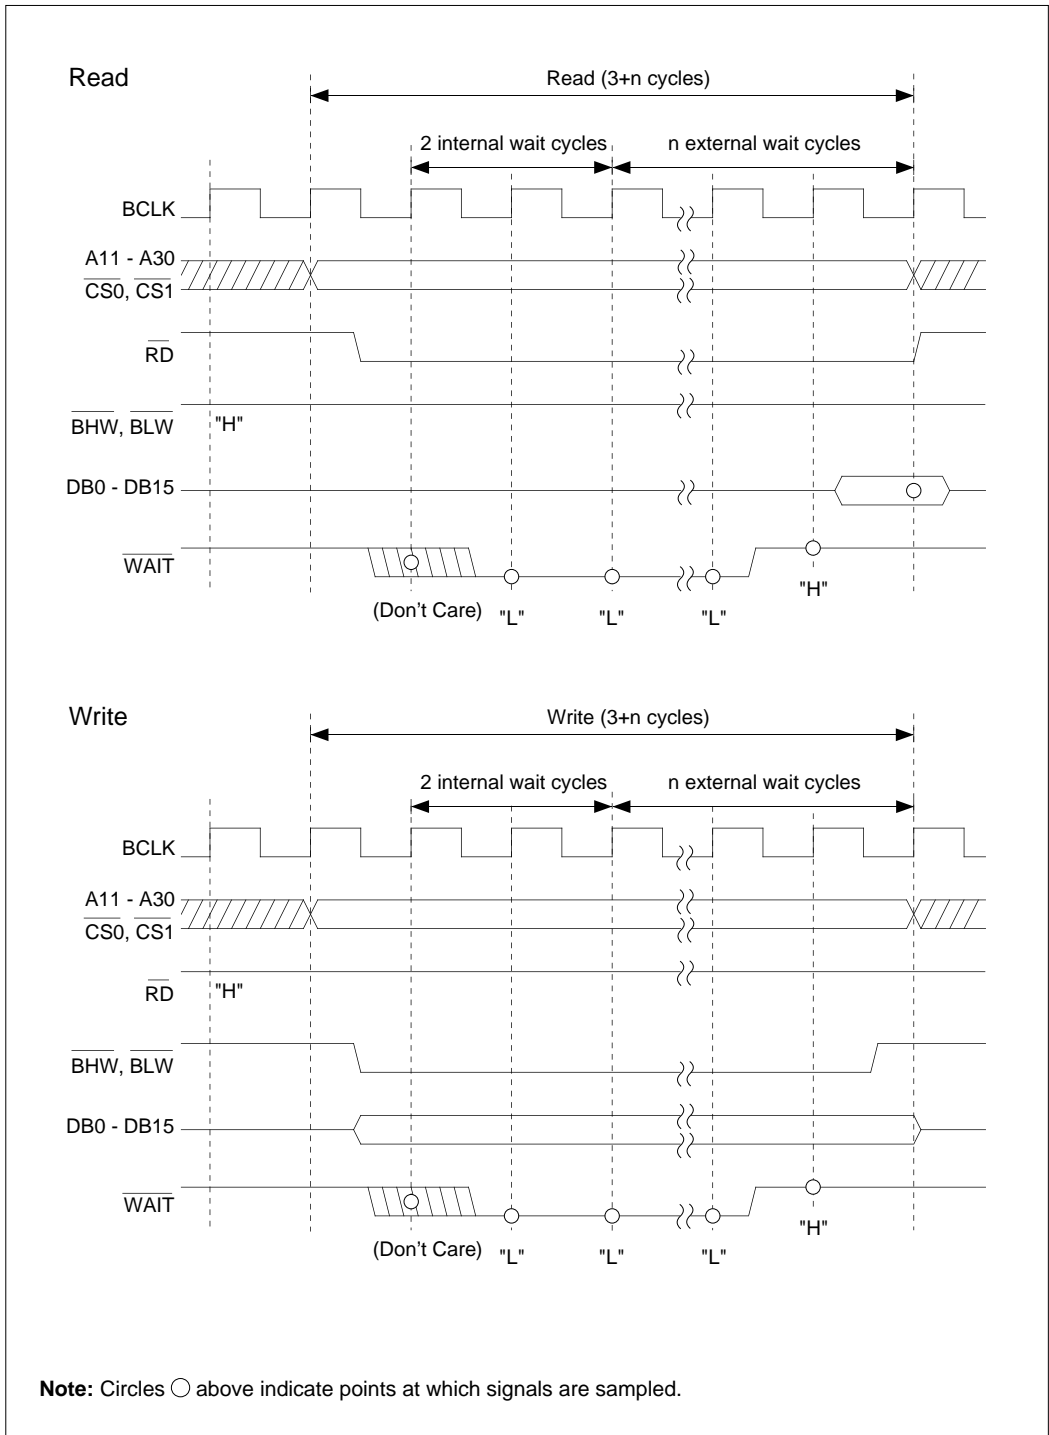 Read
Read (3+n cycles)
2 internal wait cycles
n external wait cycles
BCLK
A11 - A30
CS0, CS1
RD
BHW, BLW
"H"
DB0 - DB15
WAIT
"H"
(Don't Care)
"L"
"L"
"L"
Write
Write (3+n cycles)
2 internal wait cycles
n external wait cycles
BCLK
A11 - A30
CS0, CS1
RD
"H"
BHW, BLW
DB0 - DB15
WAIT
"H"
(Don't Care)
"L"
"L"
"L"
Note: Circles ○ above indicate points at which signals are sampled.